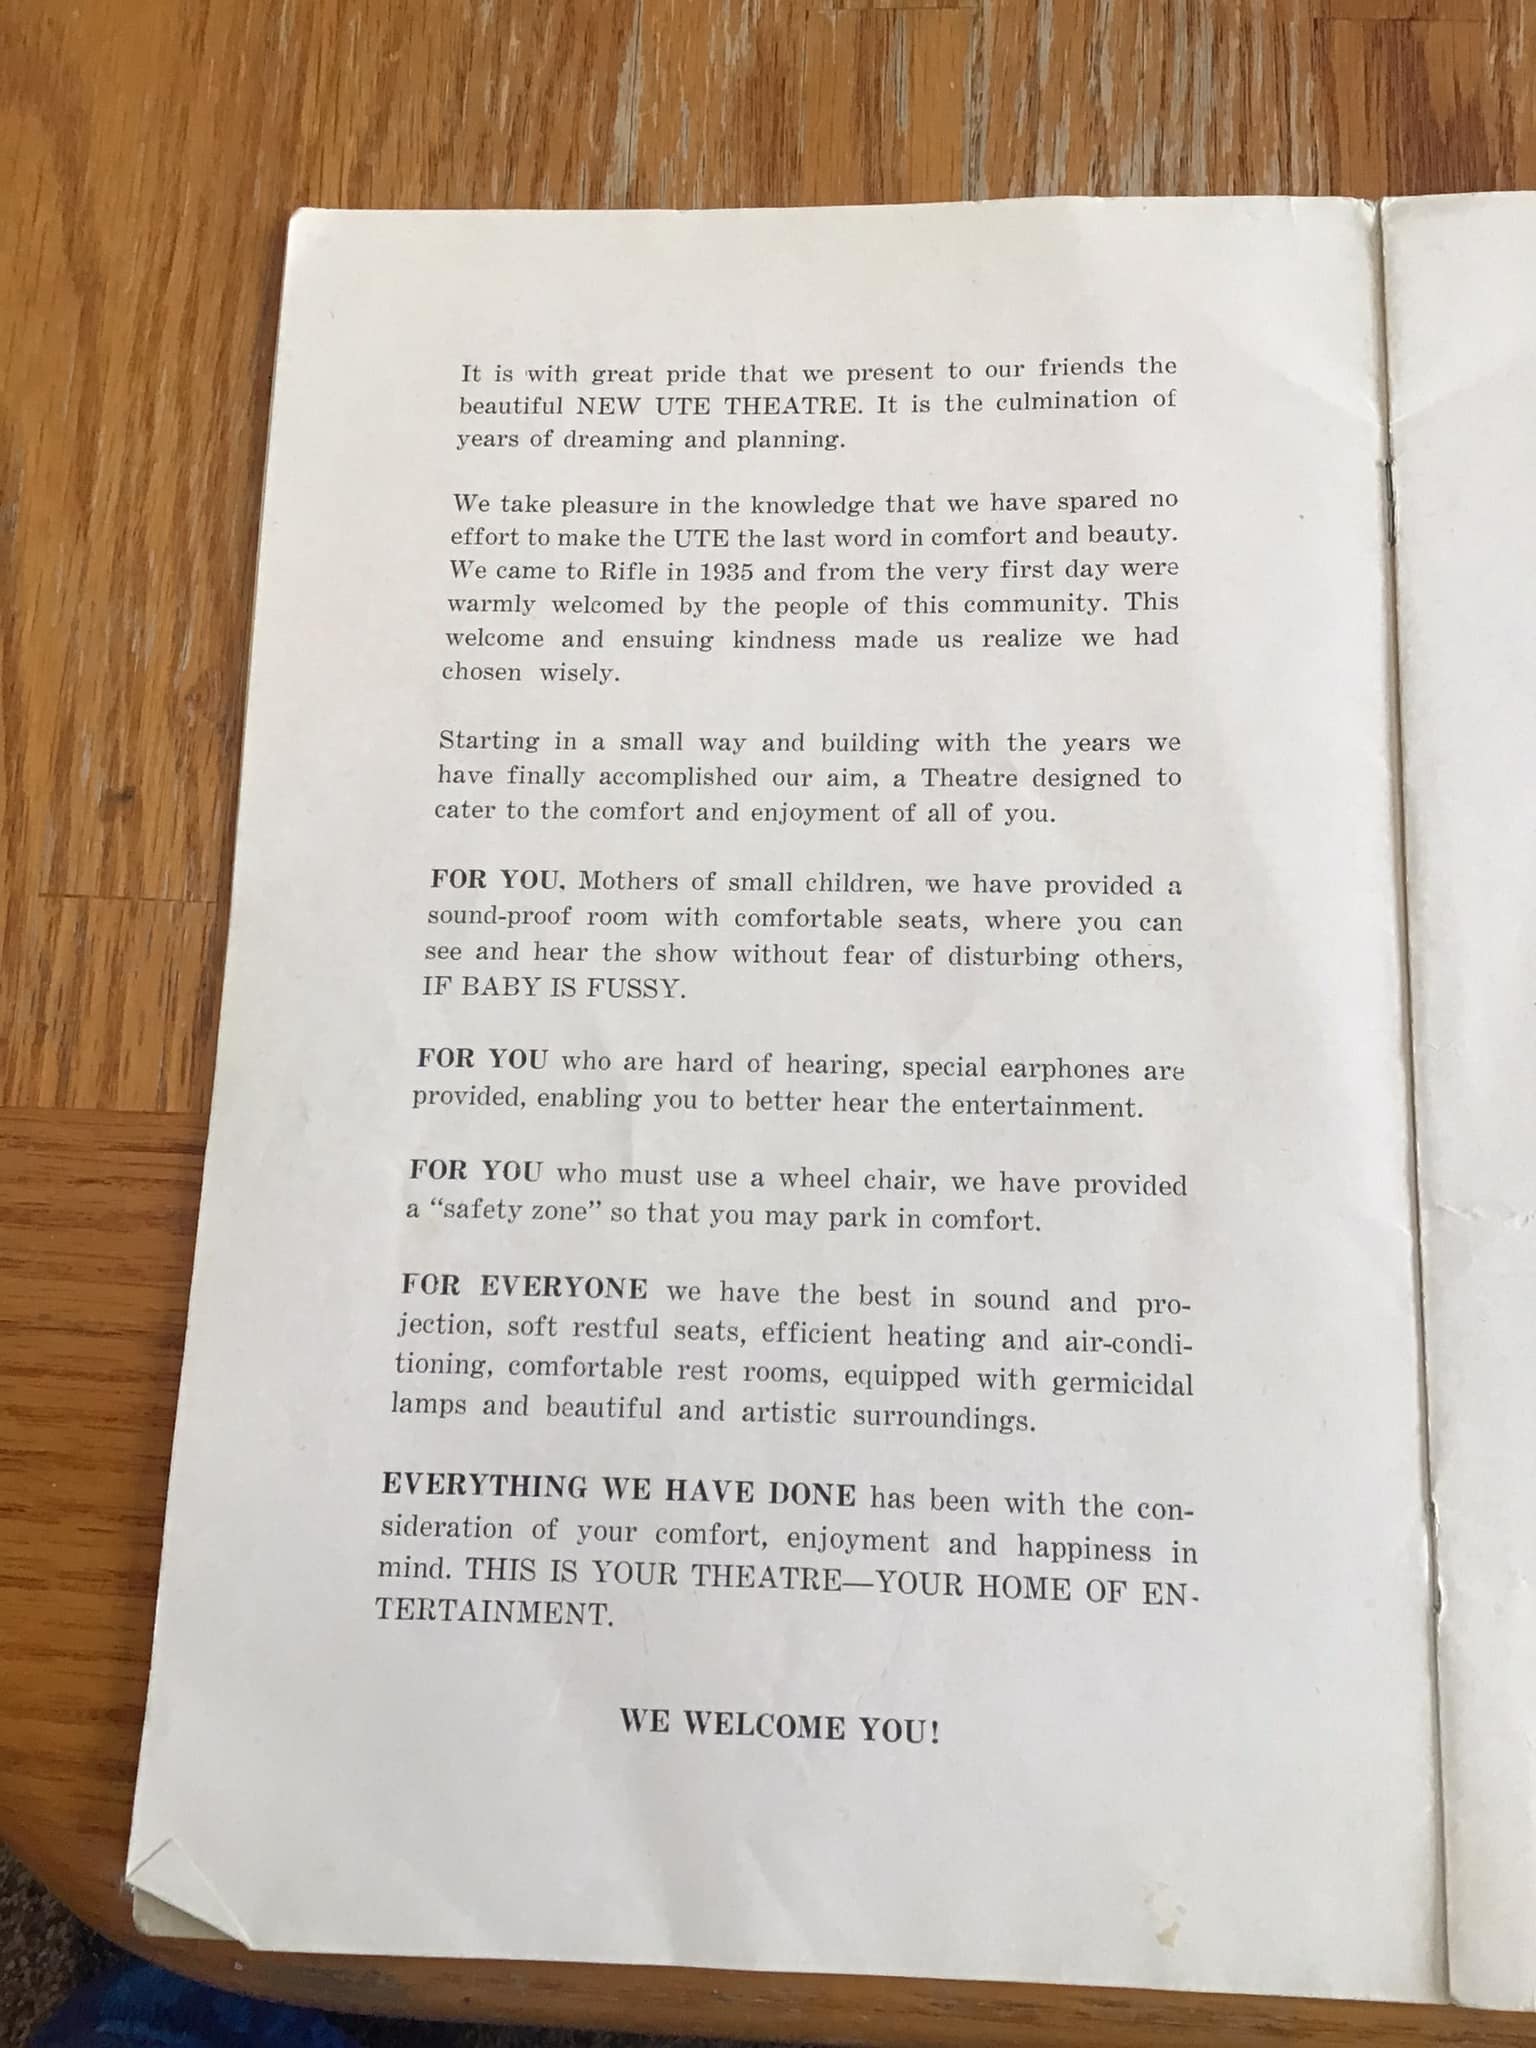 It is with great pride that we present to our friends the
beautiful NEW UTE THEATRE. It is the culmination of
years of dreaming and planning.
We take pleasure in the knowledge that we have spared no
effort to make the UTE the last word in comfort and beauty.
We came to Rifle in 1935 and from the very first day were
warmly welcomed by the people of this community. This
welcome and ensuing kindness made us realize we had
chosen wisely.
Starting in a small way and building with the years we
have finally accomplished our aim, a Theatre designed to
cater to the comfort and enjoyment of all of you.
FOR YOU, Mothers of small children, we have provided a
sound-proof room with comfortable seats, where you can
see and hear the show without fear of disturbing others,
IF BABY IS FUSSY.
FOR YOU who are hard of hearing, special earphones are
provided, enabling you to better hear the entertainment.
FOR YOU who must use a wheel chair, we have provided
a “safety zone” so that you may park in comfort.
FOR EVERYONE we have the best in sound and pro-
jection, soft restful seats, efficient heating and air-condi-
tioning, comfortable rest rooms, equipped with germicidal
lamps and beautiful and artistic surroundings.
EVERYTHING WE HAVE DONE has been with the con-
sideration of your comfort, enjoyment and happiness in
mind. THIS IS YOUR THEATRE—YOUR HOME OF EN-
TERTAINMENT.
WE WELCOME YOU!